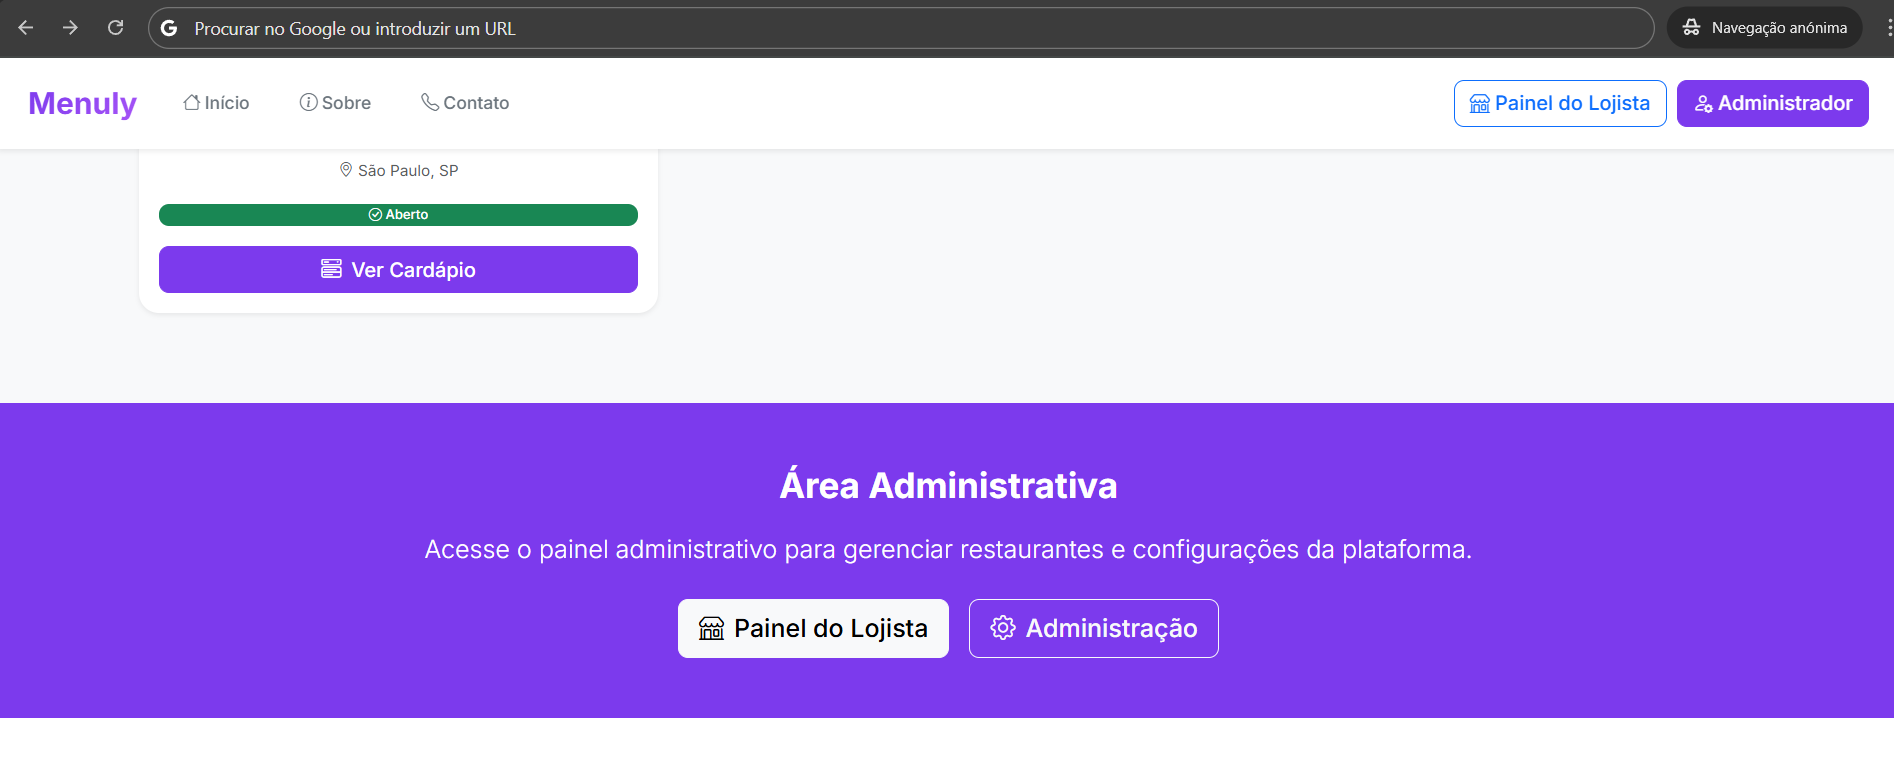 Procurar no Google ou introduzir um URL
Navegação anónima
Menuly
Início
Sobre
Contato
Painel do Lojista
Administrador
São Paulo, SP
Aberto
Ver Cardápio
Área Administrativa
Acesse o painel administrativo para gerenciar restaurantes e configurações da plataforma.
Painel do Lojista
Administração